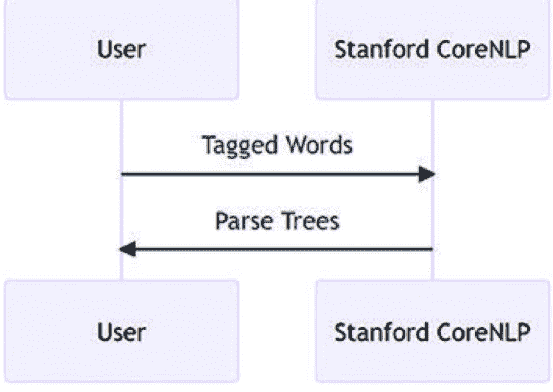 User
Stanford CoreNLP
Tagged Words
Parse Trees
User
Stanford CoreNLP